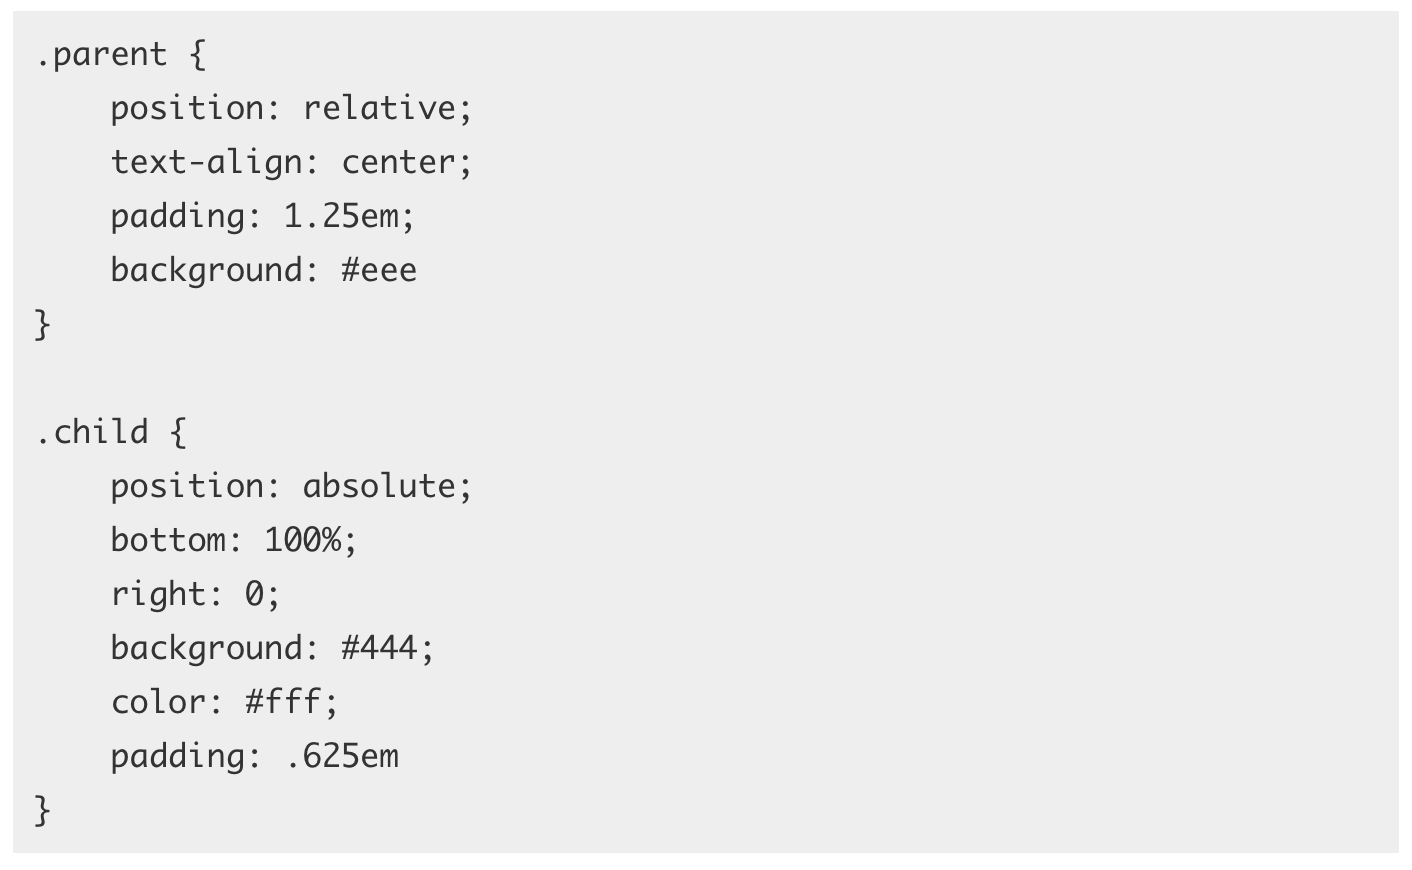 .parent {
    position: relative;
    text-align: center;
    padding: 1.25em;
    background: #eee
}

.child {
    position: absolute;
    bottom: 100%;
    right: 0;
    background: #444;
    color: #fff;
    padding: .625em
}